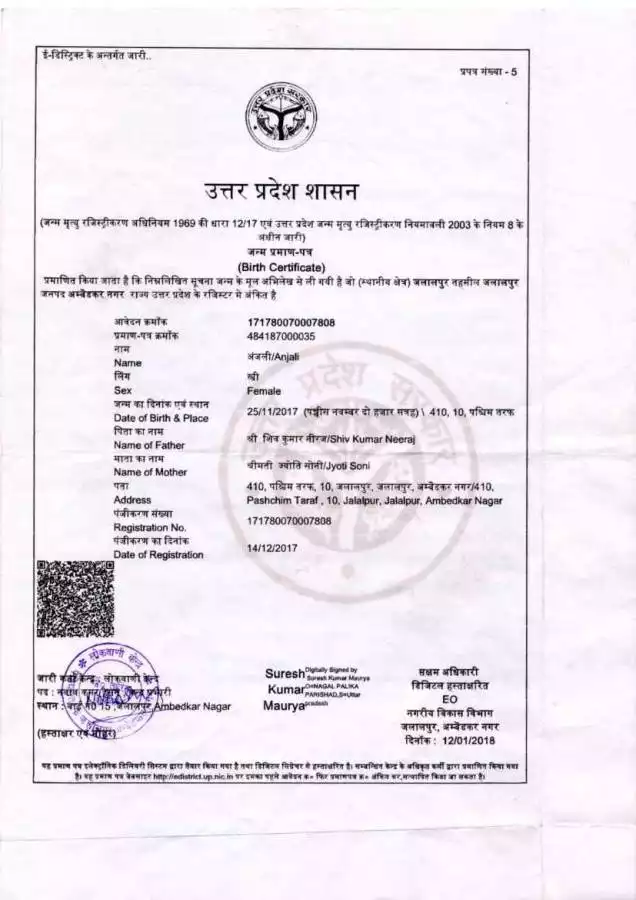 ई-डिस्ट्रिक्ट के अन्तर्गत जारी..
प्रपत्र संख्या - 5
उत्तर प्रदेश सरकार
उत्तर प्रदेश शासन
(जन्म मृत्यु रजिस्ट्रीकरण अधिनियम 1969 की धारा 12/17 एवं उत्तर प्रदेश जन्म मृत्यु रजिस्ट्रीकरण नियमावली 2003 के नियम 8 के
अधीन जारी)
जन्म प्रमाण-पत्र
(Birth Certificate)
प्रमाणित किया जाता है कि निम्नलिखित सूचना जन्म के मूल अभिलेख से ली गयी है जो (स्थानीय क्षेत्र) जलालपुर तहसील जलालपुर
जनपद अम्बेडकर नगर राज्य उत्तर प्रदेश के रजिस्टर मे अंकित है
आवेदन क्रमाँक 171780070007808
प्रमाण-पत्र क्रमाँक 484187000035
नाम
Name अंजली/Anjali
लिंग स्त्री
Sex Female
जन्म का दिनांक एवं स्थान
Date of Birth & Place 25/11/2017 (पच्चीस नवम्बर दो हजार सत्रह) \ 410, 10, पश्चिम तरफ
पिता का नाम
Name of Father श्री शिव कुमार नीरज/Shiv Kumar Neeraj
माता का नाम
Name of Mother श्रीमती ज्योति सोनी/Jyoti Soni
पता 410, पश्चिम तरफ, 10, जलालपुर, जलालपुर, अम्बेडकर नगर/410,
Address Pashchim Taraf , 10, Jalalpur, Jalalpur, Ambedkar Nagar
पंजीकरण संख्या
Registration No. 171780070007808
पंजीकरण का दिनांक
Date of Registration 14/12/2017
लोकवाणी केन्द्र
जारी कर्ता केन्द्र : लोकवाणी केन्द्र
पद : केन्द्र प्रभारी
स्थान : वार्ड नं0 15 जलालपुर Ambedkar Nagar
(हस्ताक्षर एवं मोहर)
Suresh Kumar Maurya
Digitally Signed by
Suresh Kumar Maurya
O=NAGAL PALIKA
PARISHAD,S=Uttar
pradesh
सक्षम अधिकारी
डिजिटल हस्ताक्षरित
EO
नगरीय विकास विभाग
जलालपुर, अम्बेडकर नगर
दिनाँक : 12/01/2018
यह प्रमाण पत्र इलेक्ट्रॉनिक डिलिवरी सिस्टम द्वारा तैयार किया गया है तथा डिजिटल सिग्नेचर से हस्ताक्षरित है। सम्बन्धित केन्द्र के अधिकृत कर्मी द्वारा प्रमाणित किया गया
है। यह प्रमाण पत्र वेबसाइट http://edistrict.up.nic.in पर इसका पहले आवेदन क्र० फिर प्रमाणपत्र क्र० अंकित कर,सत्यापित किया जा सकता है।